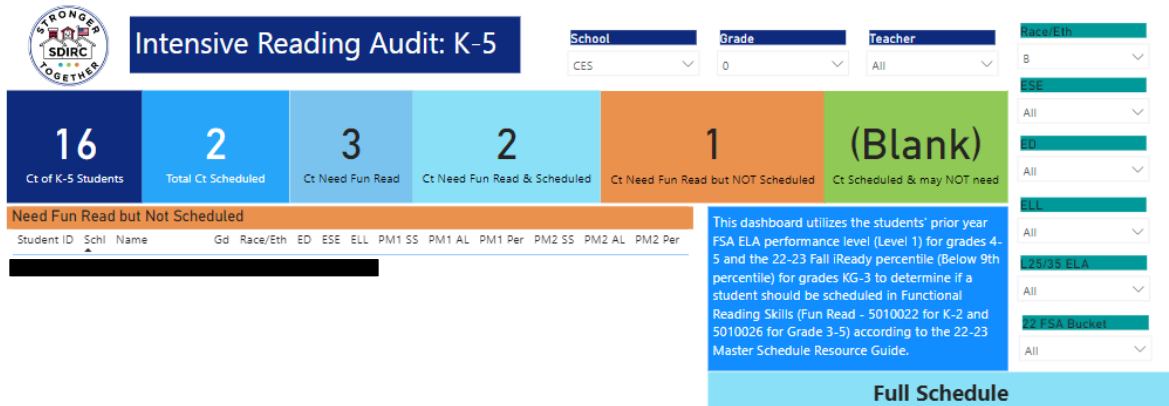 STRONGER
SDIRC
TOGETHER
Intensive Reading Audit: K-5
School
CES
Grade
0
Teacher
All
Race/Eth
B
ESE
All
ED
All
ELL
All
L25/35 ELA
All
22 FSA Bucket
All
16
Ct of K-5 Students
2
Total Ct Scheduled
3
Ct Need Fun Read
2
Ct Need Fun Read & Scheduled
1
Ct Need Fun Read but NOT Scheduled
(Blank)
Ct Scheduled & may NOT need
Need Fun Read but Not Scheduled
Student ID Schl Name Gd Race/Eth ED ESE ELL PM1 SS PM1 AL PM1 Per PM2 SS PM2 AL PM2 Per
This dashboard utilizes the students' prior year
FSA ELA performance level (Level 1) for grades 4-
5 and the 22-23 Fall iReady percentile (Below 9th
percentile) for grades KG-3 to determine if a
student should be scheduled in Functional
Reading Skills (Fun Read - 5010022 for K-2 and
5010026 for Grade 3-5) according to the 22-23
Master Schedule Resource Guide.
Full Schedule